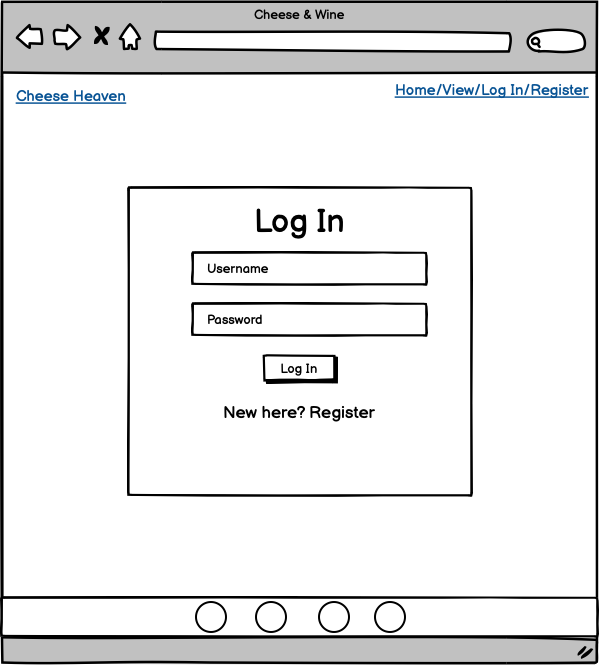 Cheese & Wine
Cheese Heaven
Home/View/Log In/Register
Log In
Username
Password
Log In
New here? Register